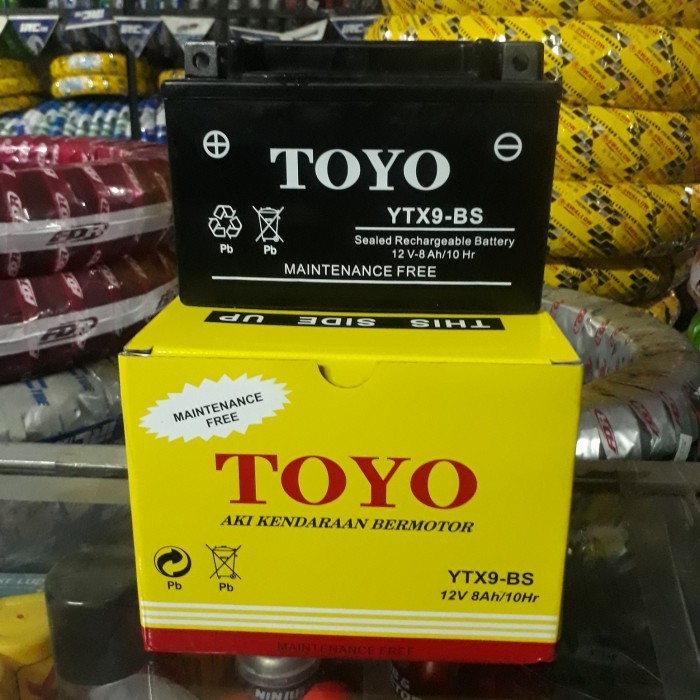 TOYO
YTX9-BS
Sealed Rechargeable Battery
12 V-8 Ah/10 Hr
Pb Pb
MAINTENANCE FREE
THIS SIDE UP
MAINTENANCE
FREE
TOYO
AKI KENDARAAN BERMOTOR
Pb Pb
YTX9-BS
12V 8Ah/10Hr
MAINTENANCE FREE